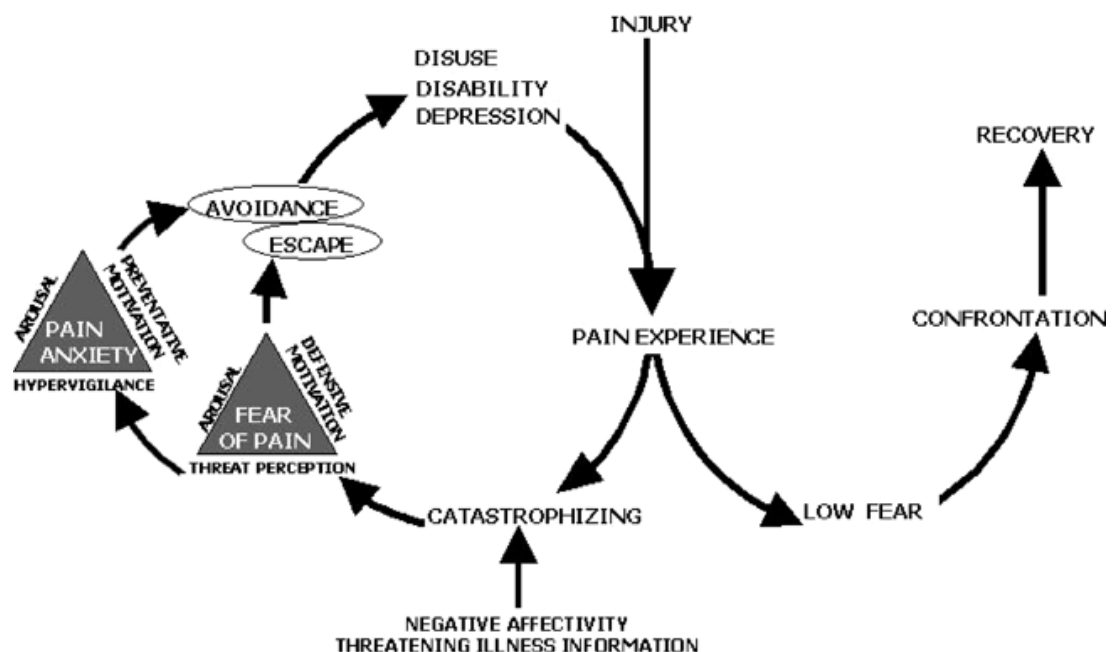 INJURY
DISUSE
DISABILITY
DEPRESSION
RECOVERY
AVOIDANCE
ESCAPE
AROUSAL
PREVENTATIVE
MOTIVATION
PAIN
ANXIETY
HYPERVIGILANCE
AROUSAL
DEFENSIVE
MOTIVATION
FEAR
OF PAIN
THREAT PERCEPTION
PAIN EXPERIENCE
CONFRONTATION
CATASTROPHIZING
LOW FEAR
NEGATIVE AFFECTIVITY
THREATENING ILLNESS INFORMATION